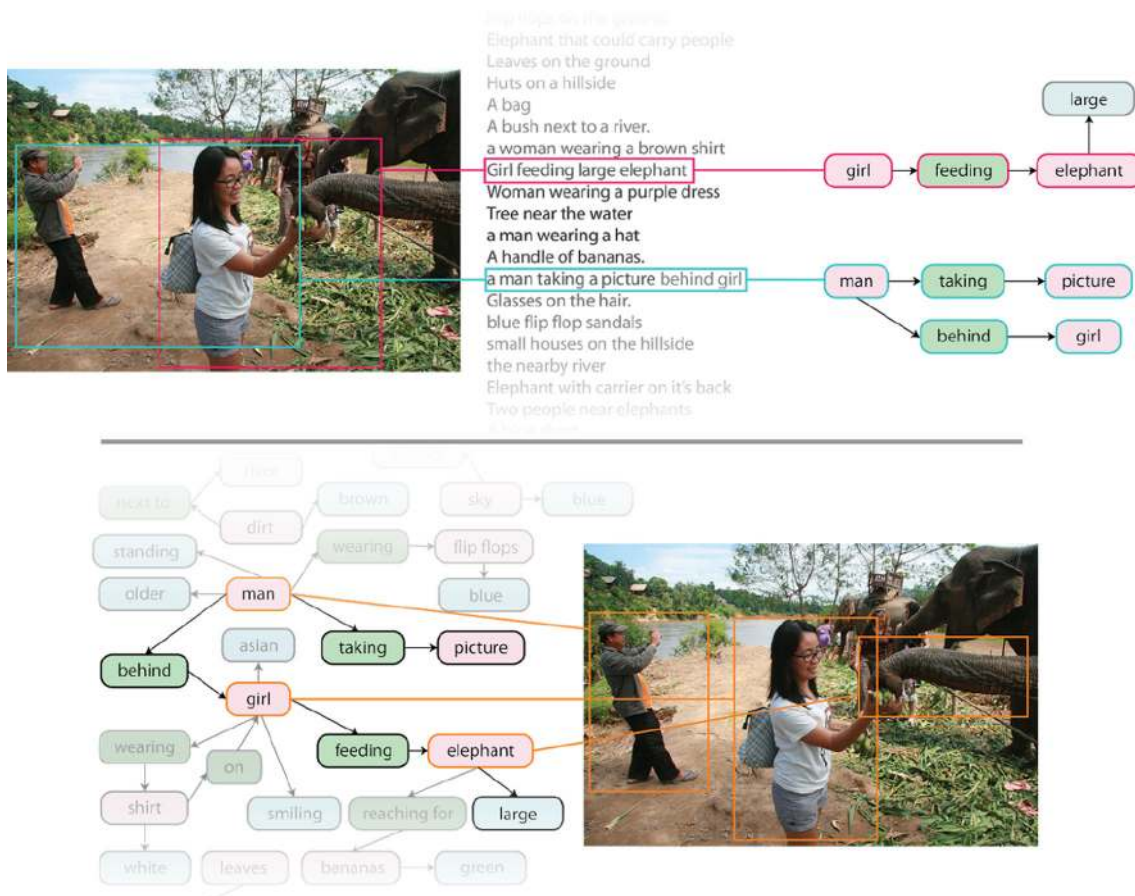 Elephant that could carry people
Leaves on the ground
Huts on a hillside
A bag
A bush next to a river.
a woman wearing a brown shirt
Girl feeding large elephant
Woman wearing a purple dress
Tree near the water
a man wearing a hat
A handle of bananas.
a man taking a picture behind girl
Glasses on the hair.
blue flip flop sandals
small houses on the hillside
the nearby river
Elephant with carrier on it's back
Two people near elephants
large
girl feeding elephant
man taking picture
behind girl
next to
brown
sky blue
dirt
standing
wearing flip flops
older
man
blue
asian
taking picture
behind
girl
wearing
feeding elephant
on
shirt
smiling
reaching for
large
white
leaves
bananas
green